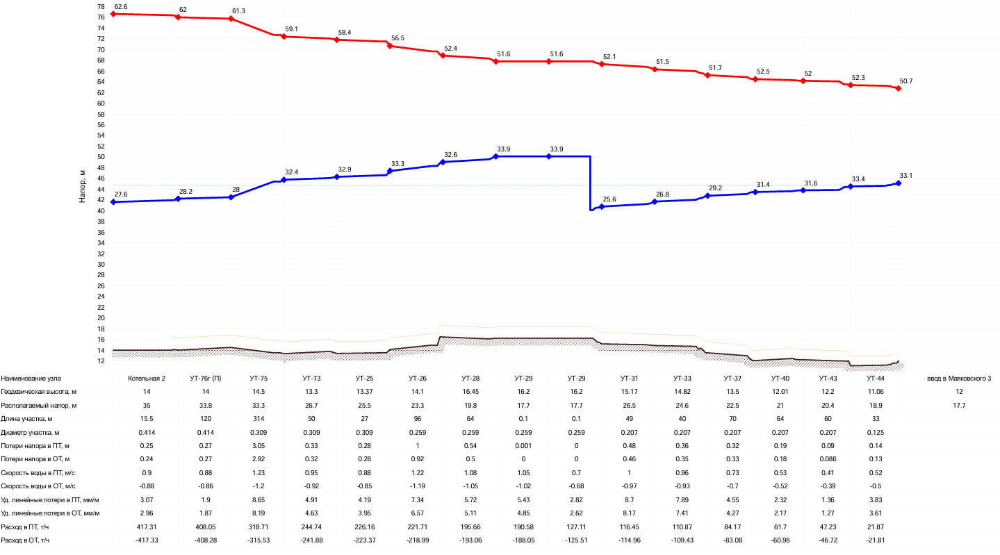 62.6 62 61.3 59.1 58.4 56.5 52.4 51.6 51.6 52.1 51.5 51.7 52.5 52 52.3 50.7
27.6 28.2 28 32.4 32.9 33.3 32.6 33.9 33.9 25.6 26.8 29.2 31.4 31.6 33.4 33.1
Напор, м
78
76
74
72
70
68
66
64
62
60
58
56
54
52
50
48
46
44
42
40
38
36
34
32
30
28
26
24
22
20
18
16
14
12
Наименование узла Котельная 2 УТ-76г (П) УТ-75 УТ-73 УТ-25 УТ-26 УТ-28 УТ-29 УТ-29 УТ-31 УТ-33 УТ-37 УТ-40 УТ-43 УТ-44 ввод в Маяковского 3
Геодезическая высота, м 14 14 14.5 13.3 13.37 14.1 16.45 16.2 16.2 15.17 14.82 13.5 12.01 12.2 11.06 12
Располагаемый напор, м 35 33.8 33.3 26.7 25.5 23.3 19.8 17.7 17.7 26.5 24.6 22.5 21 20.4 18.9 17.7
Длина участка, м 15.5 120 314 50 27 96 64 0.1 0.1 49 40 70 64 60 33
Диаметр участка, м 0.414 0.414 0.309 0.309 0.309 0.259 0.259 0.259 0.259 0.207 0.207 0.207 0.207 0.207 0.125
Потери напора в ПТ, м 0.25 0.27 3.05 0.33 0.28 1 0.54 0.001 0 0.48 0.36 0.32 0.19 0.09 0.14
Потери напора в ОТ, м 0.24 0.27 2.92 0.32 0.28 0.92 0.5 0 0 0.46 0.35 0.33 0.18 0.086 0.13
Скорость воды в ПТ, м/с 0.9 0.88 1.23 0.95 0.88 1.22 1.08 1.05 0.7 1 0.96 0.73 0.53 0.41 0.52
Скорость воды в ОТ, м/с -0.88 -0.86 -1.2 -0.92 -0.85 -1.19 -1.05 -1.02 -0.68 -0.97 -0.93 -0.7 -0.52 -0.39 -0.5
Уд. линейные потери в ПТ, мм/м 3.07 1.9 8.65 4.91 4.19 7.34 5.72 5.43 2.82 8.7 7.89 4.55 2.32 1.36 3.83
Уд. линейные потери в ОТ, мм/м 2.96 1.87 8.19 4.63 3.95 6.57 5.11 4.85 2.62 8.17 7.41 4.27 2.17 1.27 3.61
Расход в ПТ, т/ч 417.31 408.05 318.71 244.74 226.16 221.71 195.66 190.58 127.11 116.45 110.87 84.17 61.7 47.23 21.87
Расход в ОТ, т/ч -417.33 -408.28 -315.53 -241.88 -223.37 -218.99 -193.06 -188.05 -125.51 -114.96 -109.43 -83.08 -60.96 -46.72 -21.81